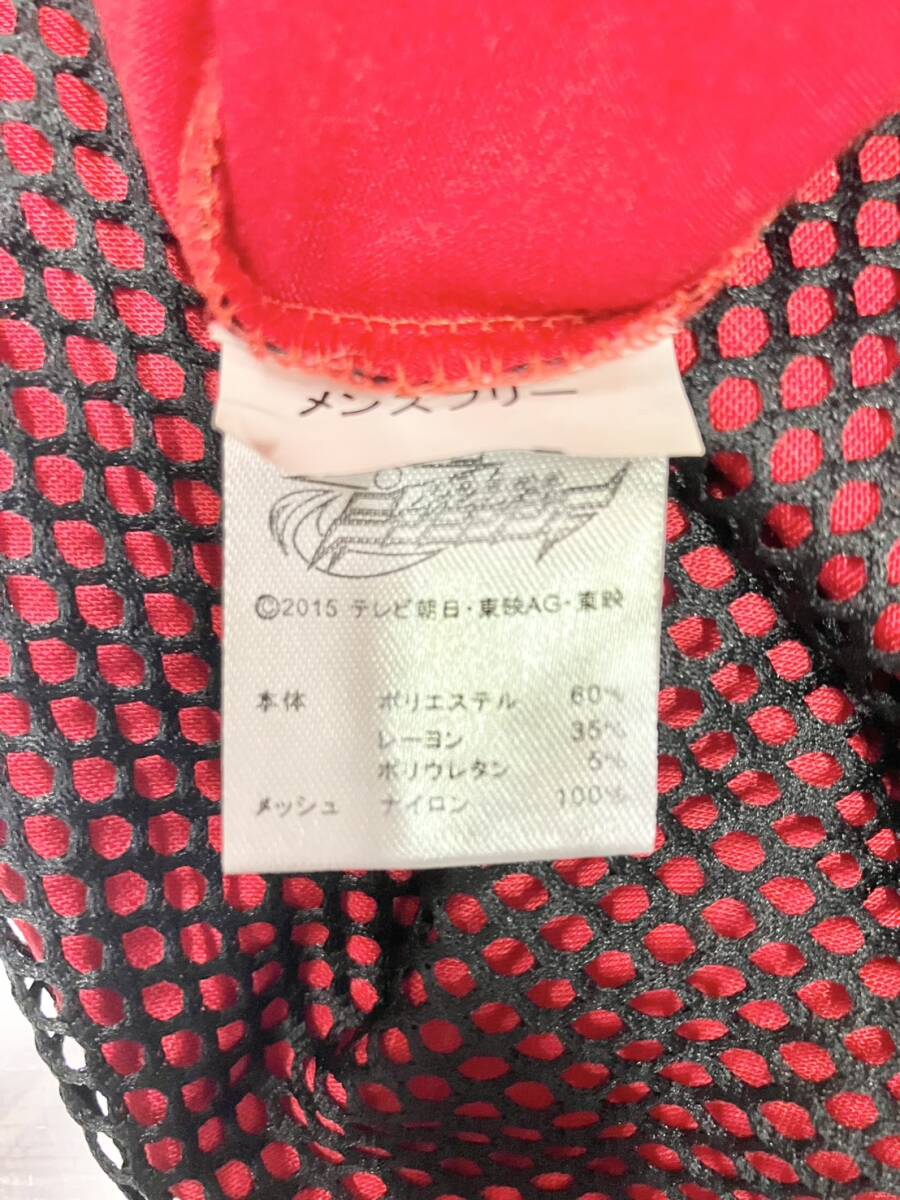 メンズフリー
©2015 テレビ朝日・東映AG・東映
本体 ポリエステル 60%
レーヨン 35%
ポリウレタン 5%
メッシュ ナイロン 100%